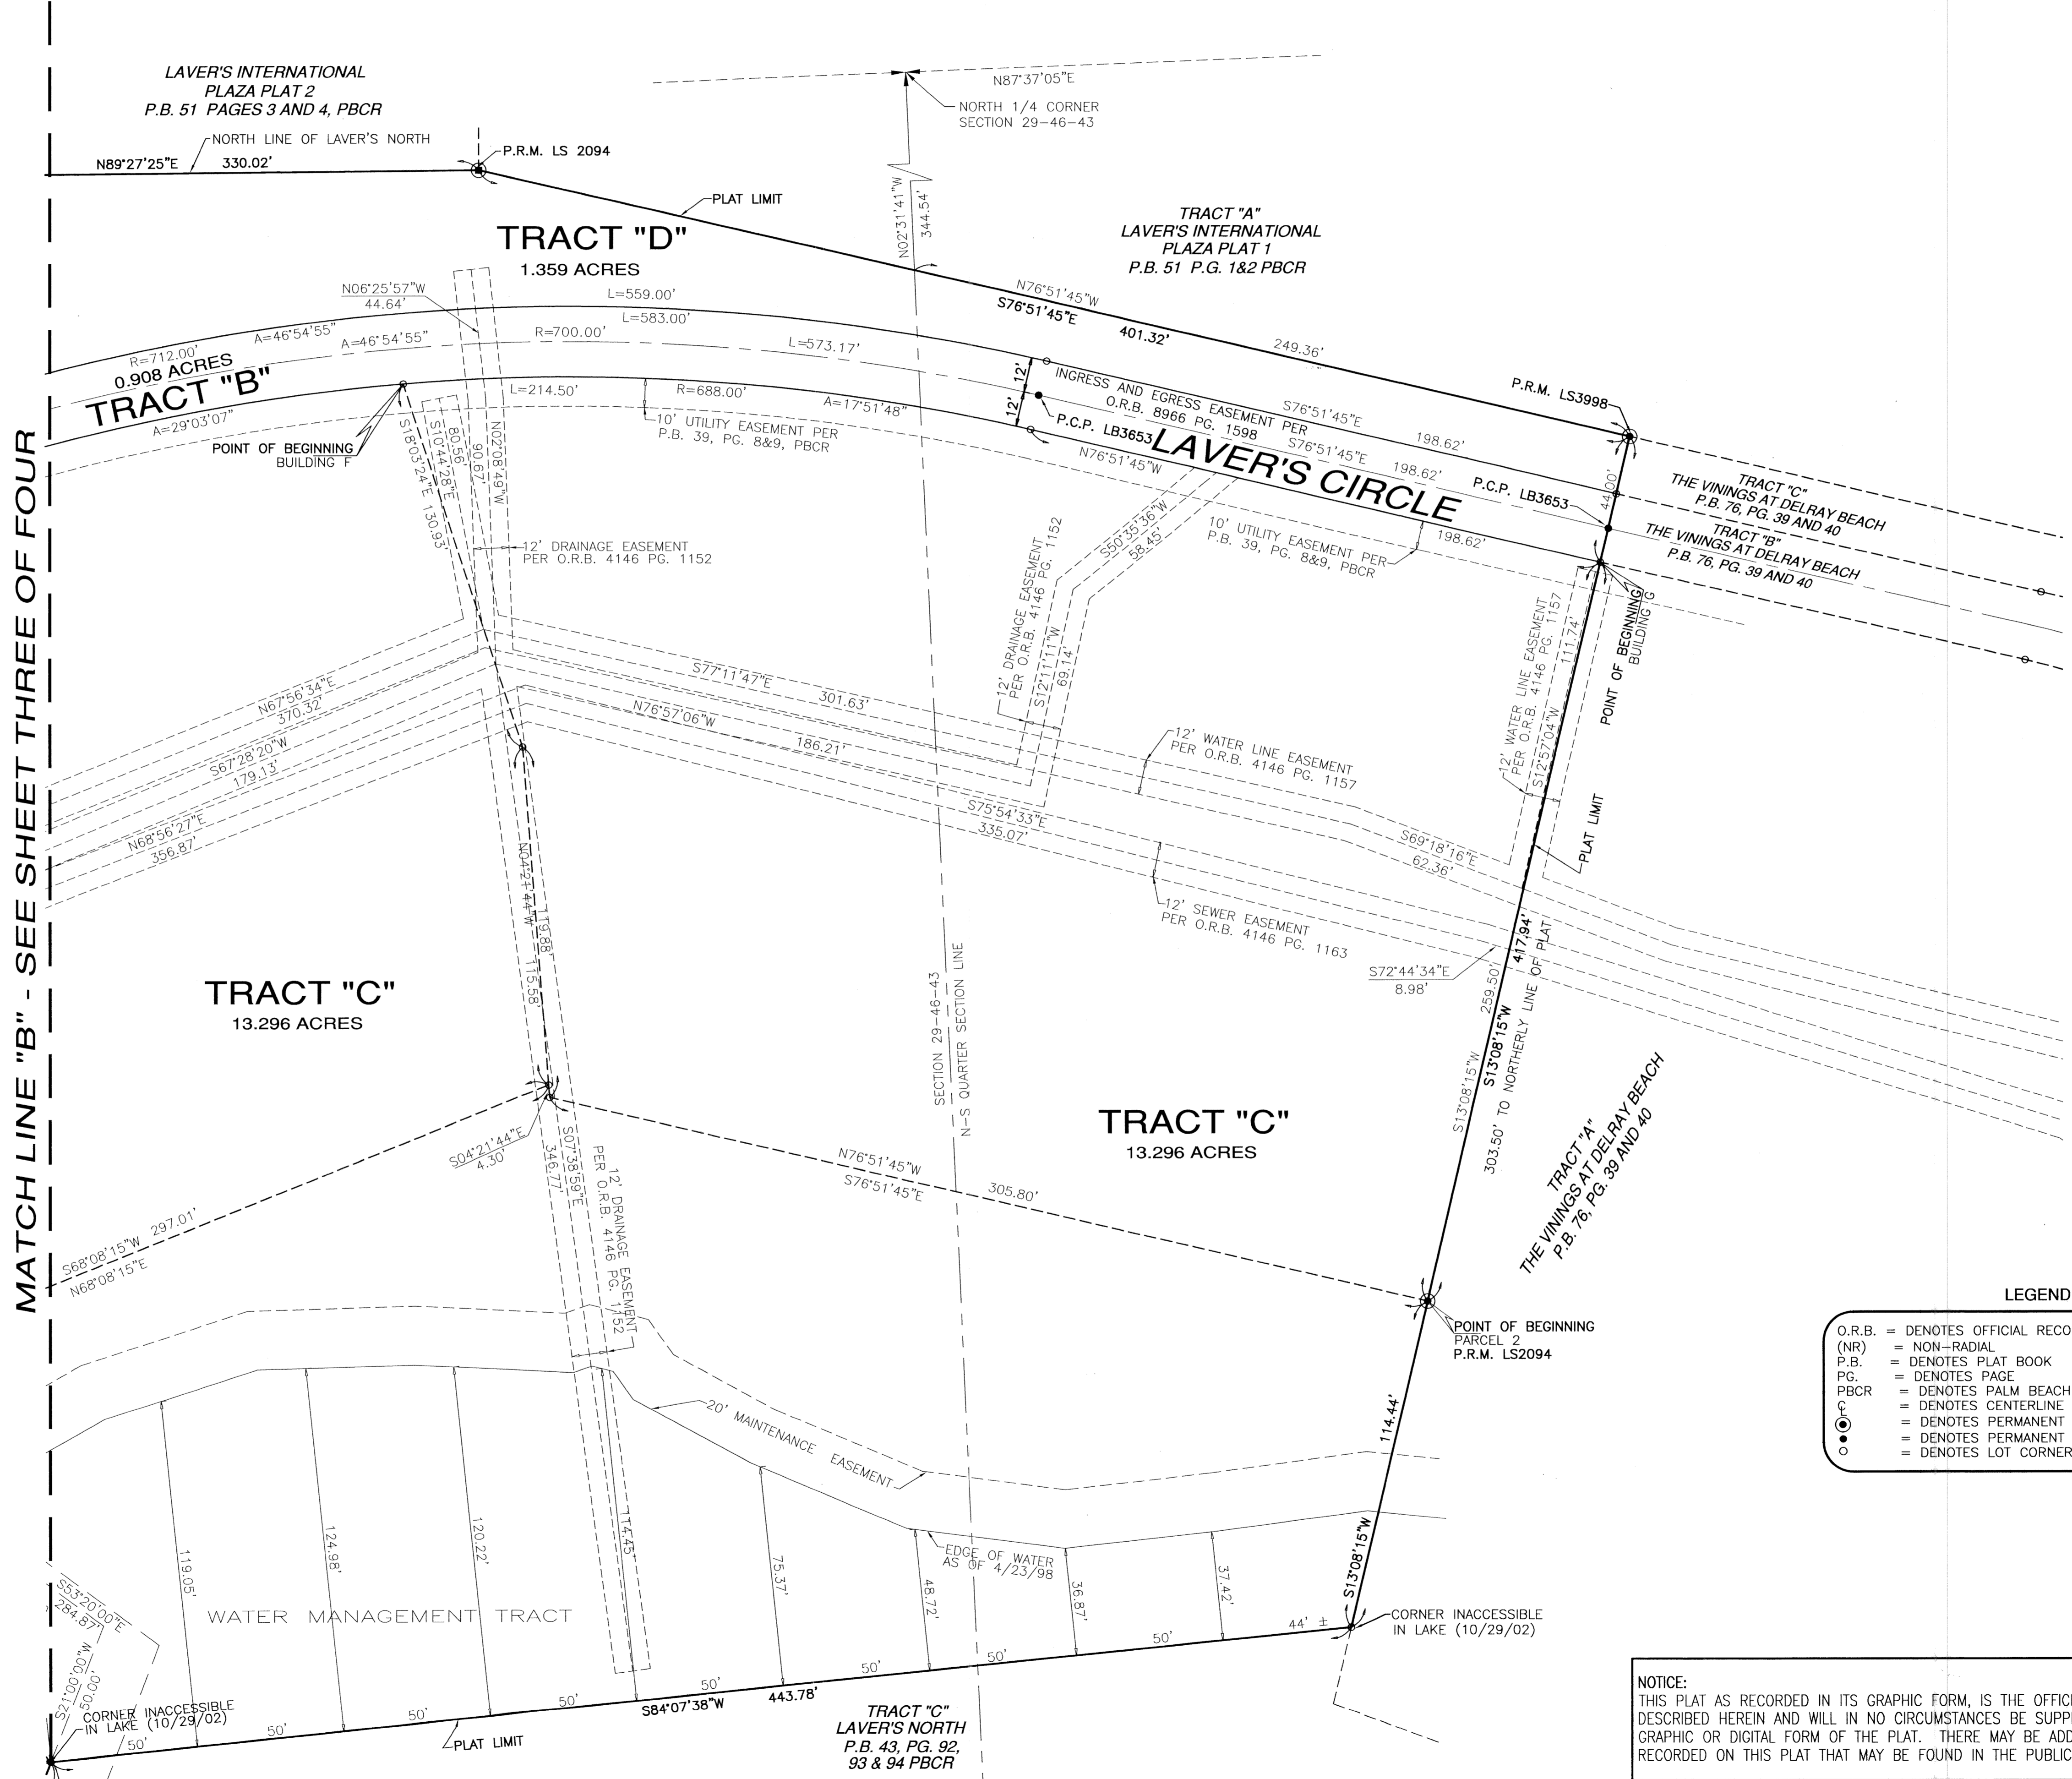 LAVER'S INTERNATIONAL
PLAZA PLAT 2
P.B. 51 PAGES 3 AND 4, PBCR
NORTH LINE OF LAVER'S NORTH
N89°27'25"E 330.02'
P.R.M. LS 2094
N87°37'05"E
NORTH 1/4 CORNER
SECTION 29-46-43
PLAT LIMIT
N02°31'41"W
344.54'
TRACT "A"
LAVER'S INTERNATIONAL
PLAZA PLAT 1
P.B. 51 P.G. 1&2 PBCR
TRACT "D"
1.359 ACRES
N06°25'57"W
44.64'
L=559.00'
L=583.00'
R=700.00'
L=573.17'
N76°51'45"W
S76°51'45"E
401.32'
249.36'
P.R.M. LS3998
R=712.00'
A=46°54'55"
A=46°54'55"
0.908 ACRES
TRACT "B"
A=29°03'07"
L=214.50'
R=688.00'
A=17°51'48"
12'
12'
INGRESS AND EGRESS EASEMENT PER
O.R.B. 8966 PG. 1598
S76°51'45"E
198.62'
S76°51'45"E
198.62'
P.C.P. LB3653
LAVER'S CIRCLE
P.C.P. LB3653
44.00'
N76°51'45"W
198.62'
TRACT "C"
THE VININGS AT DELRAY BEACH
P.B. 76, PG. 39 AND 40
TRACT "B"
THE VININGS AT DELRAY BEACH
P.B. 76, PG. 39 AND 40
POINT OF BEGINNING
BUILDING F
10' UTILITY EASEMENT PER
P.B. 39, PG. 8&9, PBCR
S18°03'24"E 130.93'
S10°44'28"E
80.56'
90.67'
N02°08'49"W
12' DRAINAGE EASEMENT
PER O.R.B. 4146 PG. 1152
12' DRAINAGE EASEMENT
PER O.R.B. 4146 PG. 1152
S50°35'36"W
58.45'
S12°11'11"W
69.14'
10' UTILITY EASEMENT PER
P.B. 39, PG. 8&9, PBCR
12' WATER LINE EASEMENT
PER O.R.B. 4146 PG. 1157
111.74'
S12°57'04"W
POINT OF BEGINNING
BUILDING G
PLAT LIMIT
MATCH LINE "B" - SEE SHEET THREE OF FOUR
N67°56'34"E
370.32'
S67°28'20"W
179.13'
N68°56'27"E
356.87'
S77°11'47"E
301.63'
N76°57'06"W
186.21'
12' WATER LINE EASEMENT
PER O.R.B. 4146 PG. 1157
S75°54'33"E
335.07'
S69°18'16"E
62.36'
12' SEWER EASEMENT
PER O.R.B. 4146 PG. 1163
S72°44'34"E
8.98'
N04°21'44"W
119.88'
115.58'
417.94'
259.50'
S13°08'15"W
S13°08'15"W
303.50' TO NORTHERLY LINE OF PLAT
TRACT "C"
13.296 ACRES
SECTION 29-46-43
N-S QUARTER SECTION LINE
TRACT "C"
13.296 ACRES
TRACT "A"
THE VININGS AT DELRAY BEACH
P.B. 76, PG. 39 AND 40
S04°21'44"E
4.30'
S07°38'59"E
346.77'
12' DRAINAGE EASEMENT
PER O.R.B. 4146 PG. 1152
N76°51'45"W
S76°51'45"E
305.80'
S68°08'15"W 297.01'
N68°08'15"E
POINT OF BEGINNING
PARCEL 2
P.R.M. LS2094
LEGEND
O.R.B. = DENOTES OFFICIAL RECO
(NR) = NON-RADIAL
P.B. = DENOTES PLAT BOOK
PG. = DENOTES PAGE
PBCR = DENOTES PALM BEACH
℄ = DENOTES CENTERLINE
= DENOTES PERMANENT
= DENOTES PERMANENT
= DENOTES LOT CORNER
20' MAINTENANCE EASEMENT
114.44'
S13°08'15"W
119.05'
124.98'
120.22'
114.45'
75.37'
48.72'
36.87'
37.42'
EDGE OF WATER
AS OF 4/23/98
WATER MANAGEMENT TRACT
S53°20'00"E
284.87'
S21°00'00"W
50.00'
CORNER INACCESSIBLE
IN LAKE (10/29/02)
CORNER INACCESSIBLE
IN LAKE (10/29/02)
50'
50'
50'
50'
50'
50'
50'
50'
44' ±
PLAT LIMIT
S84°07'38"W
443.78'
TRACT "C"
LAVER'S NORTH
P.B. 43, PG. 92,
93 & 94 PBCR
NOTICE:
THIS PLAT AS RECORDED IN ITS GRAPHIC FORM, IS THE OFFICI
DESCRIBED HEREIN AND WILL IN NO CIRCUMSTANCES BE SUPP
GRAPHIC OR DIGITAL FORM OF THE PLAT. THERE MAY BE ADD
RECORDED ON THIS PLAT THAT MAY BE FOUND IN THE PUBLIC